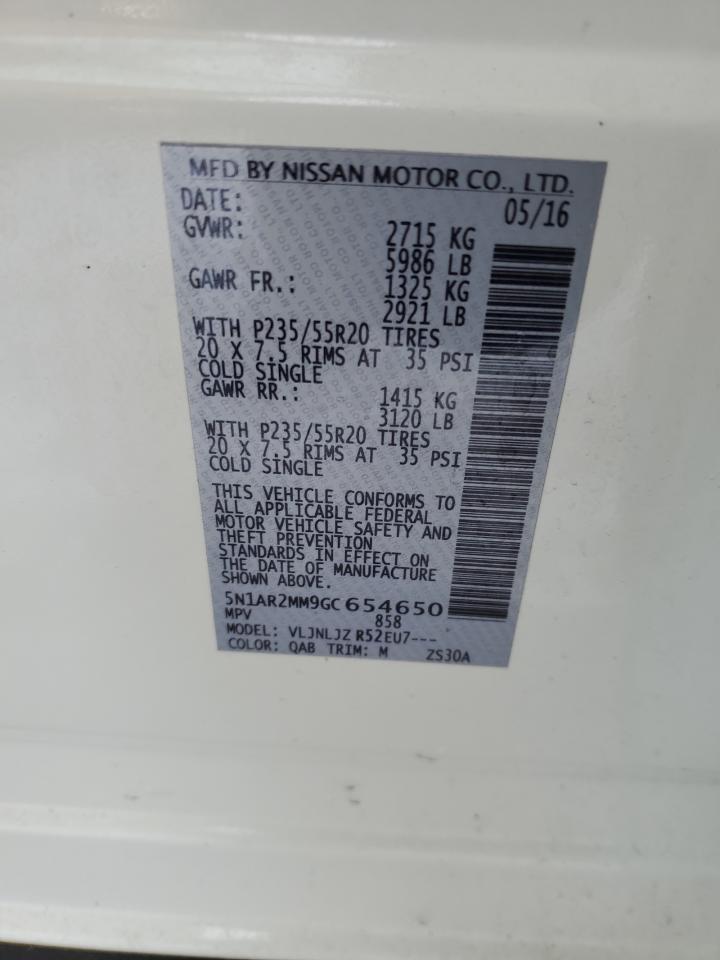 MFD BY NISSAN MOTOR CO., LTD.
DATE: 05/16
GVWR: 2715 KG
5986 LB
GAWR FR.: 1325 KG
2921 LB
WITH P235/55R20 TIRES
20 X 7.5 RIMS AT 35 PSI
COLD SINGLE
GAWR RR.: 1415 KG
3120 LB
WITH P235/55R20 TIRES
20 X 7.5 RIMS AT 35 PSI
COLD SINGLE
THIS VEHICLE CONFORMS TO
ALL APPLICABLE FEDERAL
MOTOR VEHICLE SAFETY AND
THEFT PREVENTION
STANDARDS IN EFFECT ON
THE DATE OF MANUFACTURE
SHOWN ABOVE.
5N1AR2MM9GC654650
MPV 858
MODEL: VLJNLJZ R52EU7---
COLOR: QAB TRIM: M ZS30A